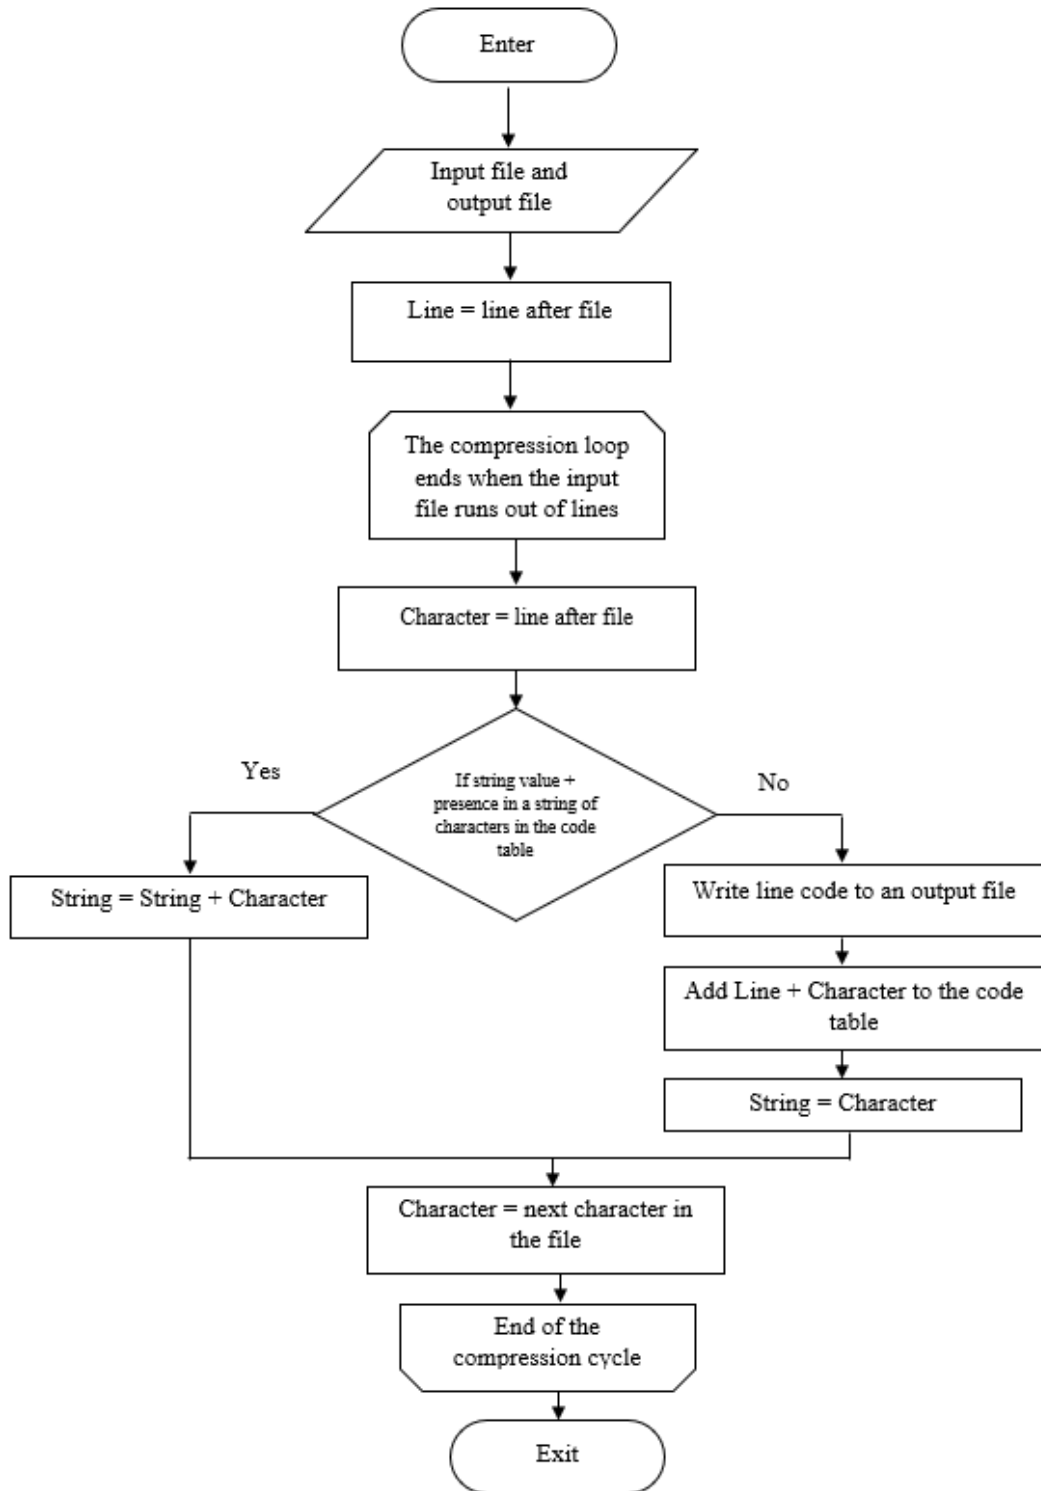 Enter
Input file and
output file
Line = line after file
The compression loop
ends when the input
file runs out of lines
Character = line after file
If string value +
presence in a string of
characters in the code
table
Yes
No
String = String + Character
Write line code to an output file
Add Line + Character to the code
table
String = Character
Character = next character in
the file
End of the
compression cycle
Exit